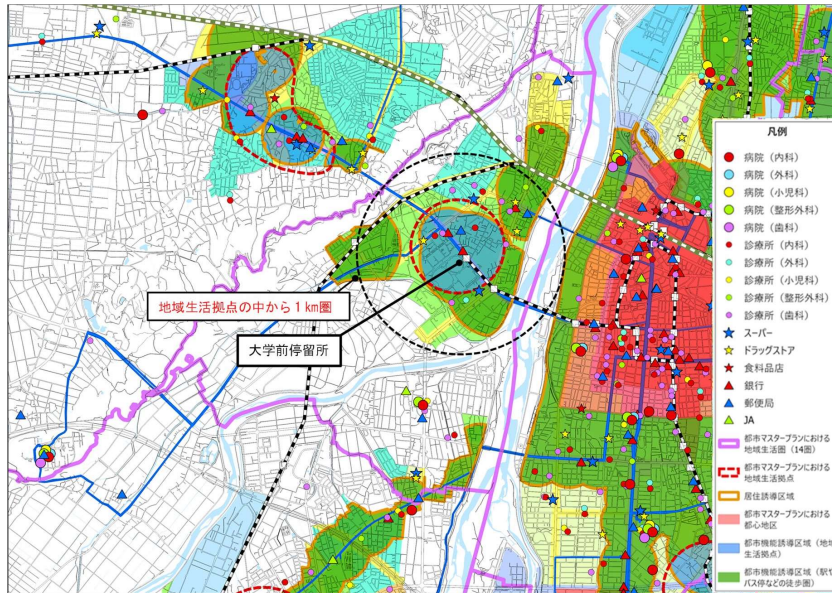 地域生活拠点の中から1km圏
大学前停留所
凡例
病院(内科)
病院(外科)
病院(小児科)
病院(整形外科)
病院(歯科)
診療所(内科)
診療所(外科)
診療所(小児科)
診療所(整形外科)
診療所(歯科)
スーパー
ドラッグストア
食料品店
銀行
郵便局
JA
都市マスタープランにおける
地域生活圏(14圏)
都市マスタープランにおける
地域生活拠点
居住誘導区域
都市マスタープランにおける
都心地区
都市機能誘導区域(地域
生活拠点)
都市機能誘導区域(駅や
バス停などの徒歩圏)